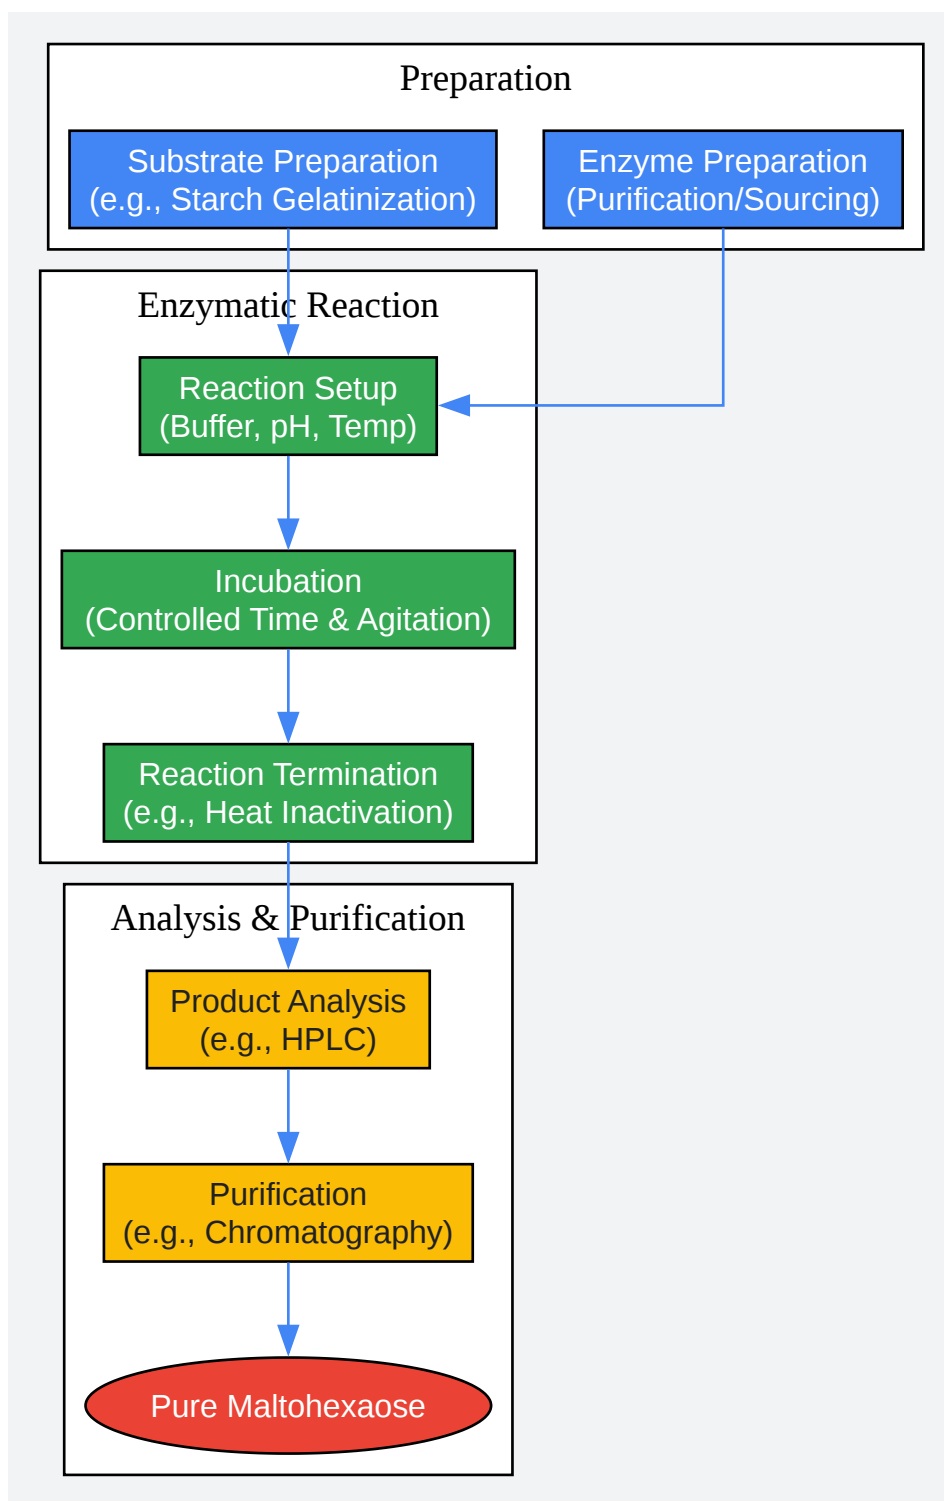 Preparation
Substrate Preparation
(e.g., Starch Gelatinization)
Enzyme Preparation
(Purification/Sourcing)
Enzymatic Reaction
Reaction Setup
(Buffer, pH, Temp)
Incubation
(Controlled Time & Agitation)
Reaction Termination
(e.g., Heat Inactivation)
Analysis & Purification
Product Analysis
(e.g., HPLC)
Purification
(e.g., Chromatography)
Pure Maltohexaose